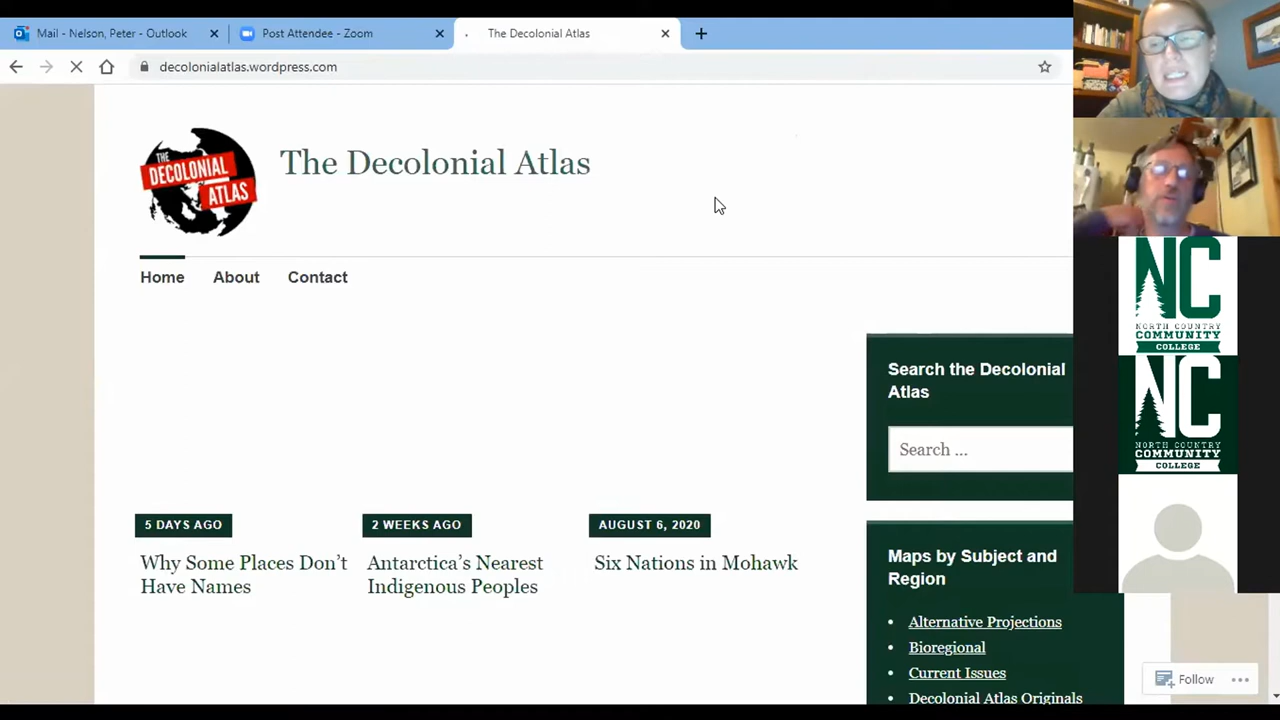 Mail - Nelson, Peter - Outlook
Post Attendee - Zoom
The Decolonial Atlas
decolonialatlas.wordpress.com
THE
DECOLONIAL
ATLAS
The Decolonial Atlas
Home
About
Contact
Search the Decolonial
Atlas
Search ...
5 DAYS AGO
Why Some Places Don’t
Have Names
2 WEEKS AGO
Antarctica’s Nearest
Indigenous Peoples
AUGUST 6, 2020
Six Nations in Mohawk
Maps by Subject and
Region
Alternative Projections
Bioregional
Current Issues
Decolonial Atlas Originals
Follow
NC
NORTH COUNTRY
COMMUNITY
COLLEGE
NC
NORTH COUNTRY
COMMUNITY
COLLEGE